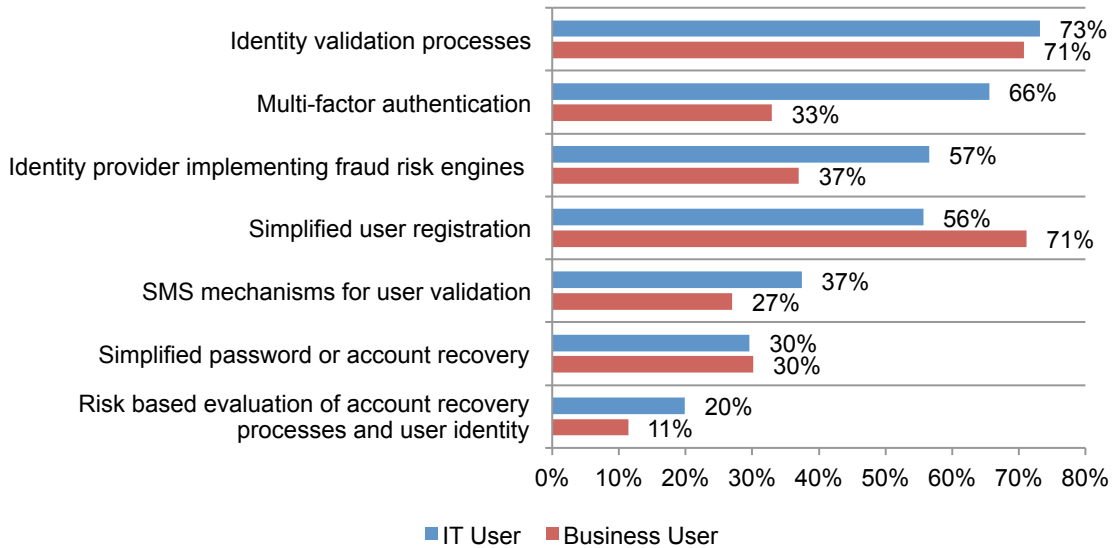 Identity validation processes
73%
71%
Multi-factor authentication
66%
33%
Identity provider implementing fraud risk engines
57%
37%
Simplified user registration
56%
71%
SMS mechanisms for user validation
37%
27%
Simplified password or account recovery
30%
30%
Risk based evaluation of account recovery
processes and user identity
20%
11%
0% 10% 20% 30% 40% 50% 60% 70% 80%
IT User Business User